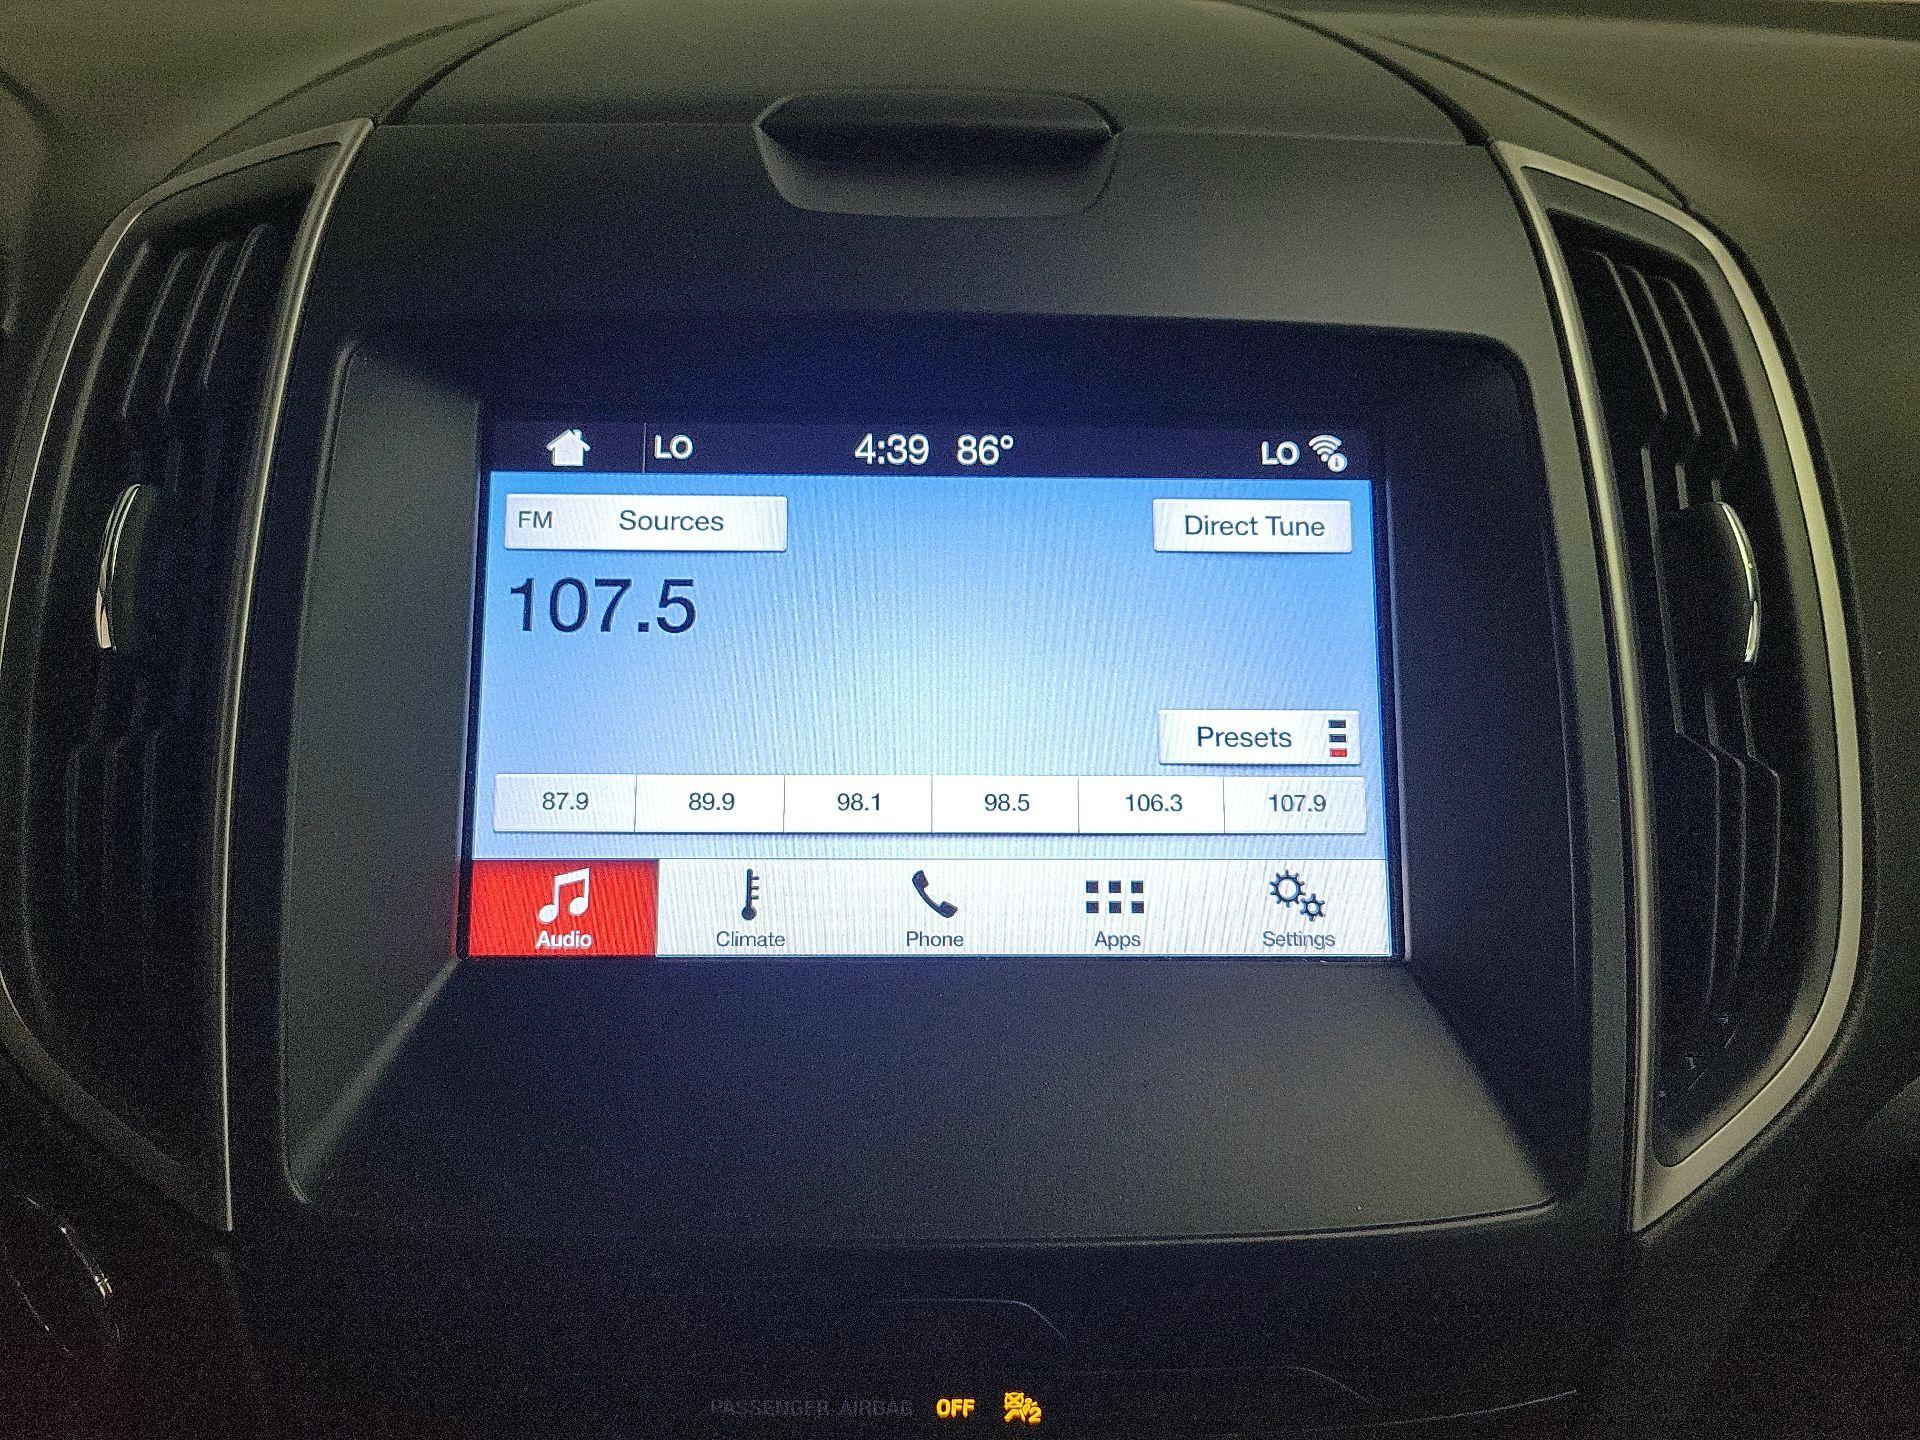 LO 4:39 86° LO
FM Sources Direct Tune
107.5
Presets
87.9 89.9 98.1 98.5 106.3 107.9
Audio Climate Phone Apps Settings
PASSENGER AIRBAG OFF 2